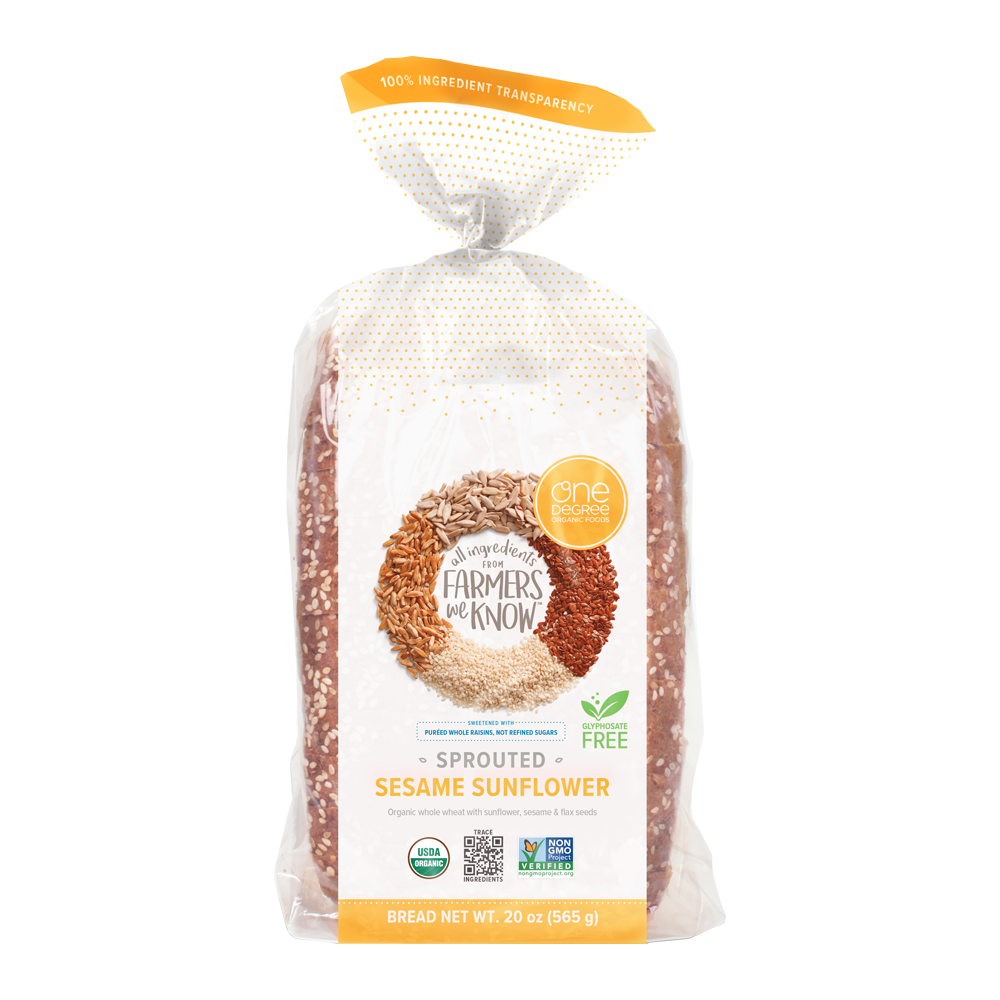 100% INGREDIENT TRANSPARENCY
one
DEGREE
ORGANIC FOODS
all ingredients
FROM
FARMERS
we KNOW™
SWEETENED WITH
PURÉED WHOLE RAISINS, NOT REFINED SUGARS
GLYPHOSATE
FREE
SPROUTED
SESAME SUNFLOWER
Organic whole wheat with sunflower, sesame & flax seeds
USDA
ORGANIC
TRACE
INGREDIENTS
NON
GMO
Project
VERIFIED
nongmoproject.org
BREAD NET WT. 20 oz (565 g)